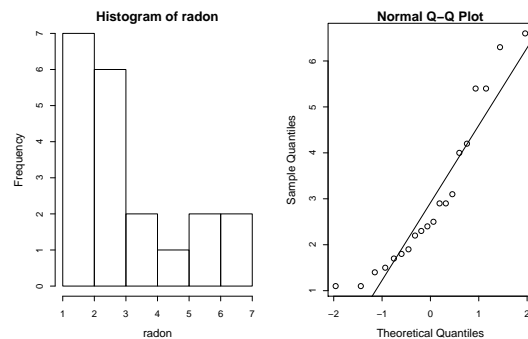 Histogram of radon
Frequency
0 1 2 3 4 5 6 7
1 2 3 4 5 6 7
radon
Normal Q−Q Plot
Sample Quantiles
1 2 3 4 5 6
−2 −1 0 1 2
Theoretical Quantiles